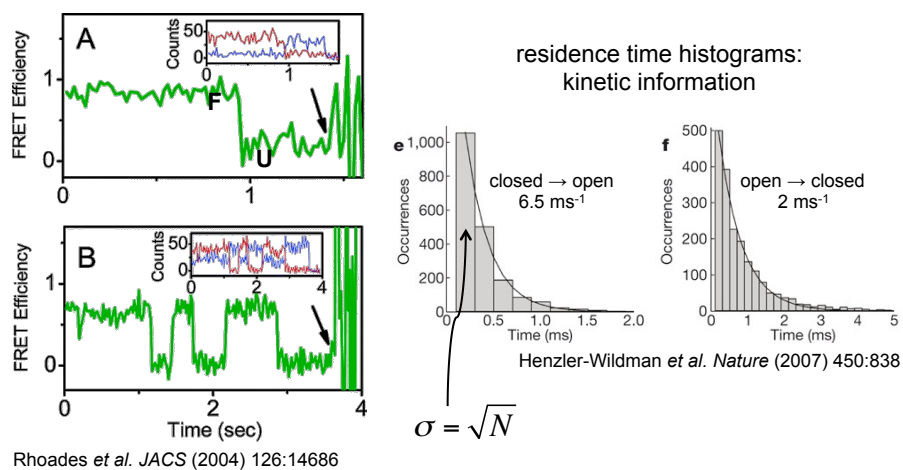 A
Counts
50
0
0
1
FRET Efficiency
1
0
F
U
0
1
B
Counts
50
0
0
1
2
3
4
FRET Efficiency
1
0
0
2
4
Time (sec)
Rhoades et al. JACS (2004) 126:14686
residence time histograms:
kinetic information
e
1,000
800
600
400
200
0
Occurrences
closed → open
6.5 ms⁻¹
0.5
1.0
1.5
2.0
Time (ms)
f
500
400
300
200
100
0
Occurrences
open → closed
2 ms⁻¹
0
1
2
3
4
5
Time (ms)
Henzler-Wildman et al. Nature (2007) 450:838
σ = √N